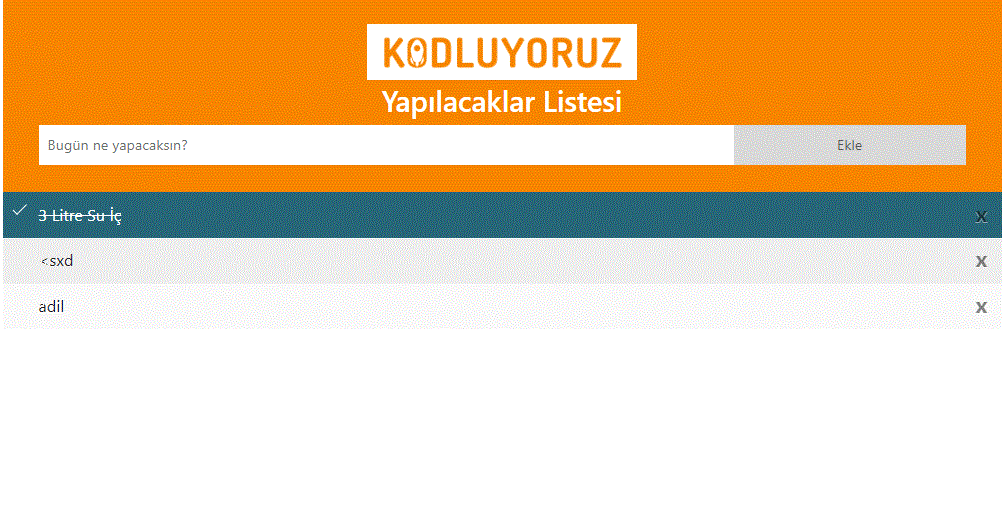 KODLUYORUZ
Yapılacaklar Listesi
Bugün ne yapacaksın? Ekle
3 Litre Su İç x
<sxd x
adil x